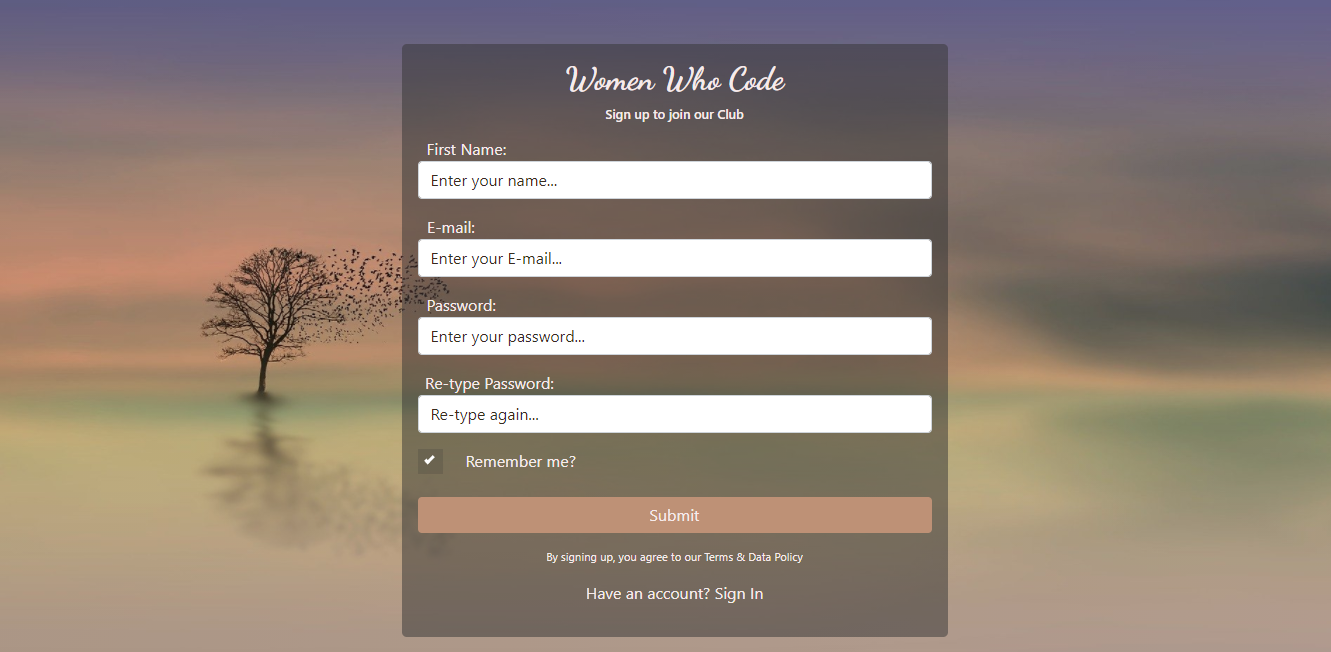 Women Who Code
Sign up to join our Club
First Name:
Enter your name...
E-mail:
Enter your E-mail...
Password:
Enter your password...
Re-type Password:
Re-type again...
Remember me?
Submit
By signing up, you agree to our Terms & Data Policy
Have an account? Sign In